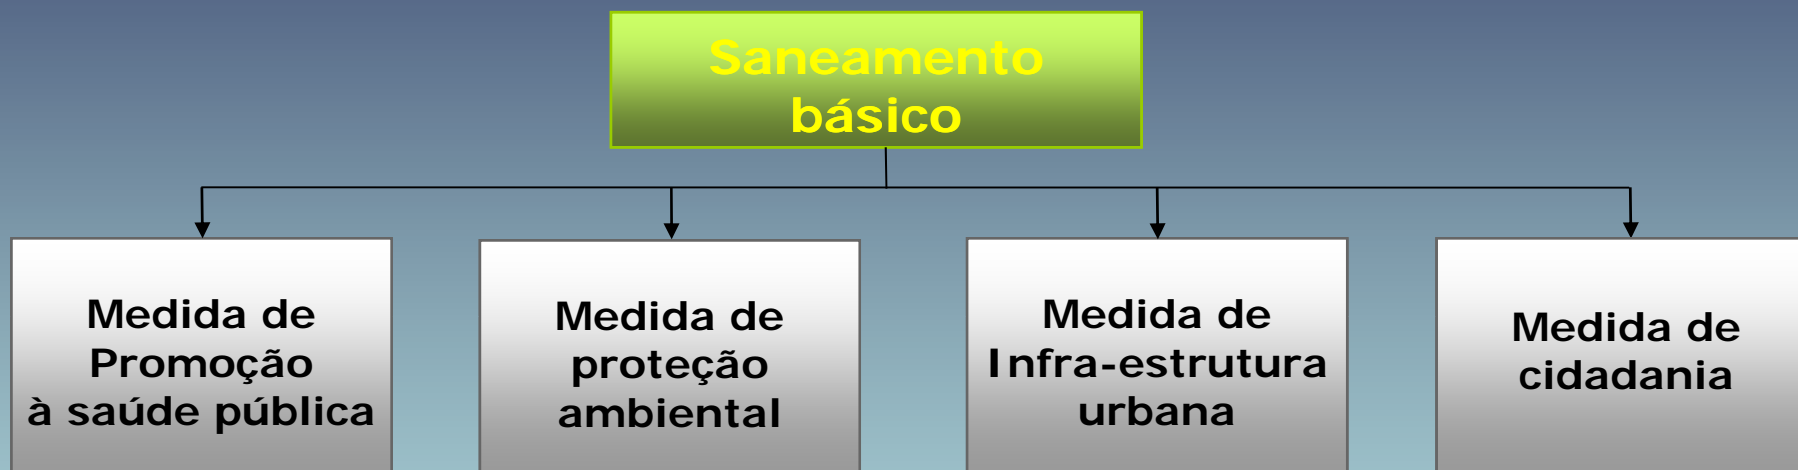 Saneamento
básico
Medida de
Promoção
à saúde pública
Medida de
proteção
ambiental
Medida de
Infra-estrutura
urbana
Medida de
cidadania